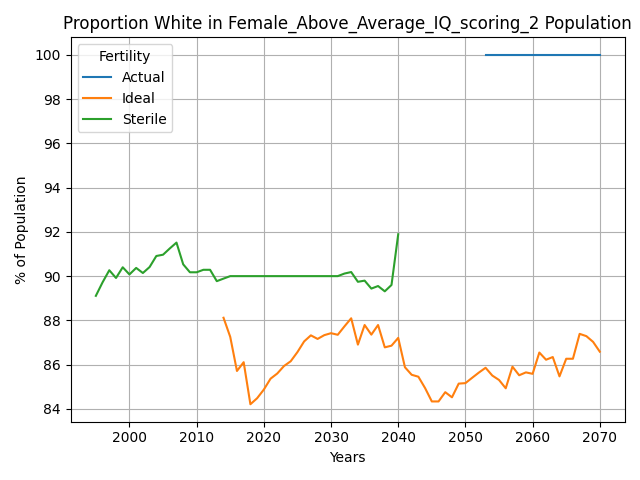 Proportion White in Female_Above_Average_IQ_scoring_2 Population
Fertility
Actual
Ideal
Sterile
% of Population
100
98
96
94
92
90
88
86
84
2000 2010 2020 2030 2040 2050 2060 2070
Years